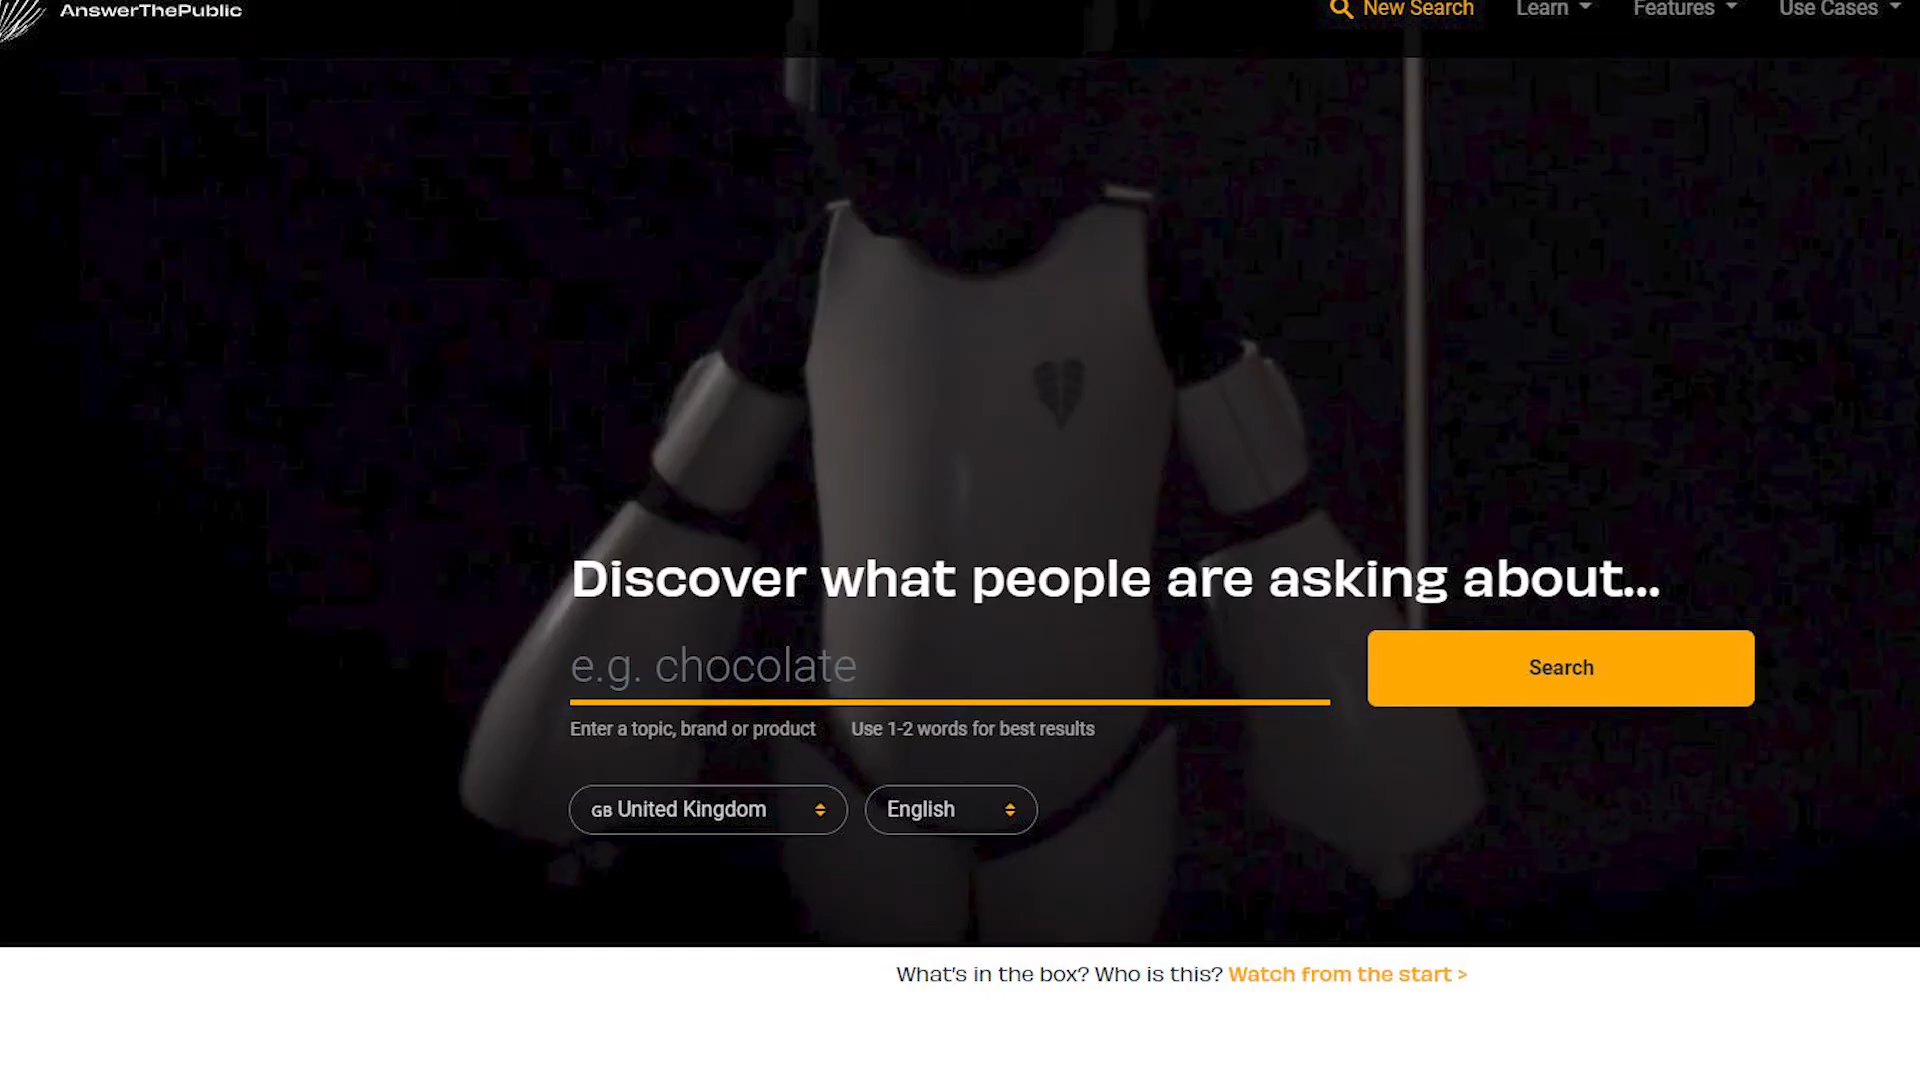 AnswerThePublic
New Search Learn Features Use Cases
Discover what people are asking about...
e.g. chocolate
Search
Enter a topic, brand or product Use 1-2 words for best results
GB United Kingdom English
What's in the box? Who is this? Watch from the start >